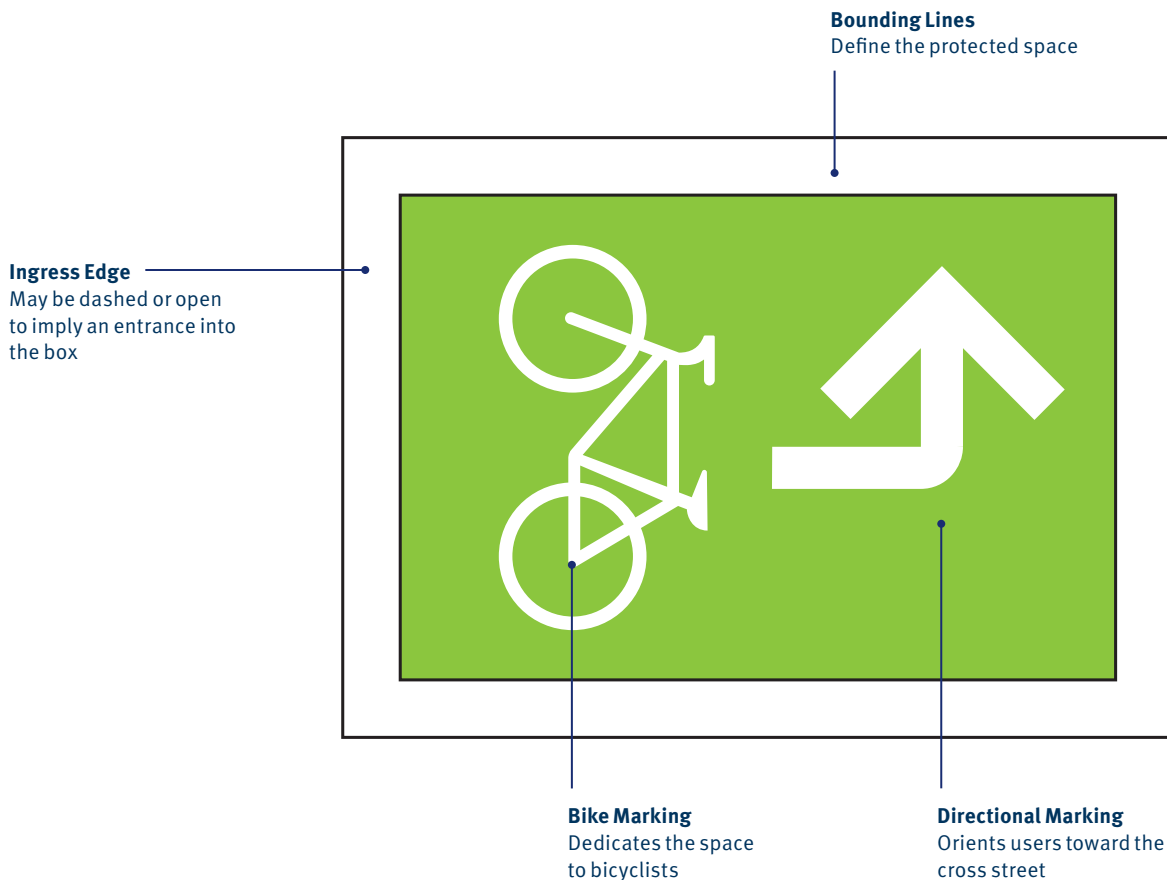 Bounding Lines
Define the protected space
Ingress Edge
May be dashed or open
to imply an entrance into
the box
Bike Marking
Dedicates the space
to bicyclists
Directional Marking
Orients users toward the
cross street